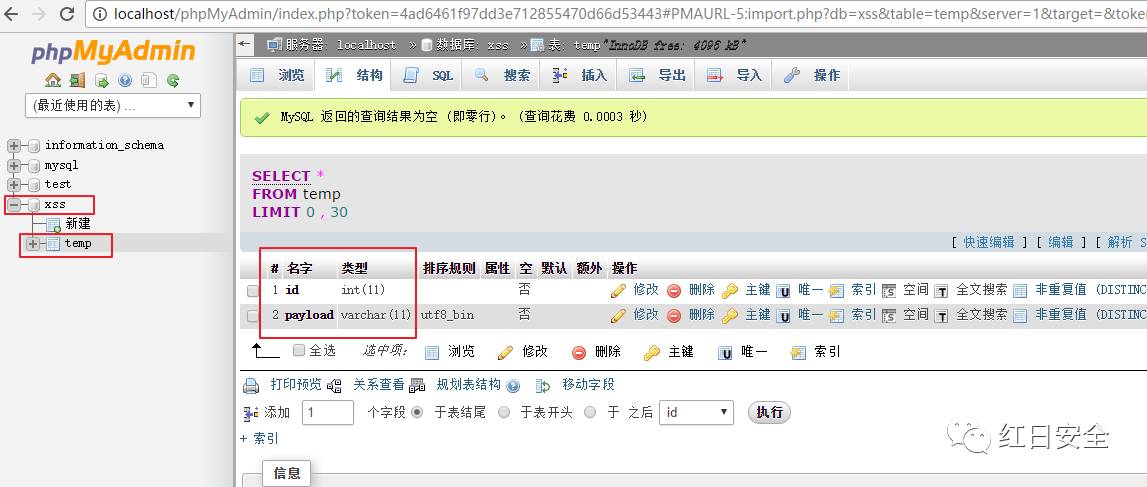 localhost/phpMyAdmin/index.php?token=4ad6461f97dd3e712855470d66d53443#PMAURL-5:import.php?db=xss&table=temp&server=1&target=&token
phpMyAdmin
(最近使用的表) ...
information_schema
mysql
test
xss
新建
temp
服务器: localhost » 数据库: xss » 表: temp "InnoDB free: 4096 kB"
浏览 结构 SQL 搜索 插入 导出 导入 操作
MySQL 返回的查询结果为空 (即零行)。 (查询花费 0.0003 秒)
SELECT *
FROM temp
LIMIT 0 , 30
[ 快速编辑 ] [ 编辑 ] [ 解析 S
# 名字 类型 排序规则 属性 空 默认 额外 操作
1 id int(11) 否 修改 删除 主键 唯一 索引 空间 全文搜索 非重复值 (DISTINC
2 payload varchar(11) utf8_bin 否 修改 删除 主键 唯一 索引 空间 全文搜索 非重复值 (DISTINC
全选 选中项: 浏览 修改 删除 主键 唯一 索引
打印预览 关系查看 规划表结构 移动字段
添加 1 个字段 于表结尾 于表开头 于 之后 id 执行
+ 索引
信息
红日安全